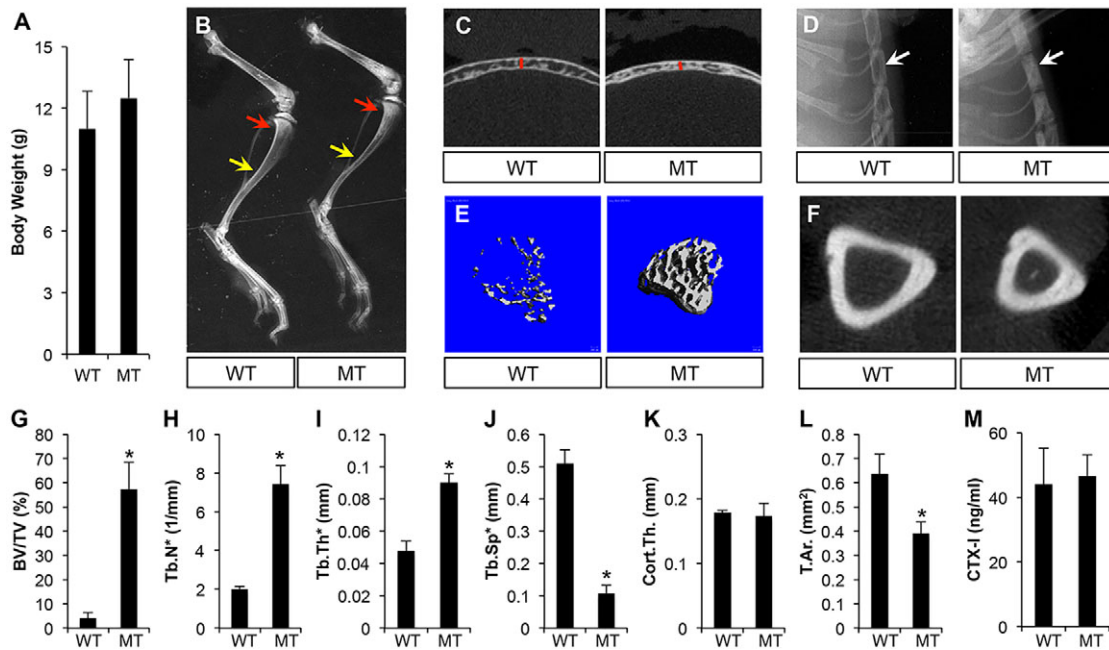 A
Body Weight (g)
15
12
9
6
3
0
WT MT
B
WT MT
C
WT MT
D
WT MT
E
WT MT
F
WT MT
G
BV/TV (%)
80
70
60
50
40
30
20
10
0
*
WT MT
H
Tb.N* (1/mm)
10
8
6
4
2
0
*
WT MT
I
Tb.Th* (mm)
0.12
0.1
0.08
0.06
0.04
0.02
0
*
WT MT
J
Tb.Sp* (mm)
0.6
0.5
0.4
0.3
0.2
0.1
0
*
WT MT
K
Cort.Th. (mm)
0.3
0.2
0.1
0
WT MT
L
T.Ar. (mm²)
0.8
0.7
0.6
0.5
0.4
0.3
0.2
0.1
0
*
WT MT
M
CTX-I (ng/ml)
60
40
20
0
WT MT